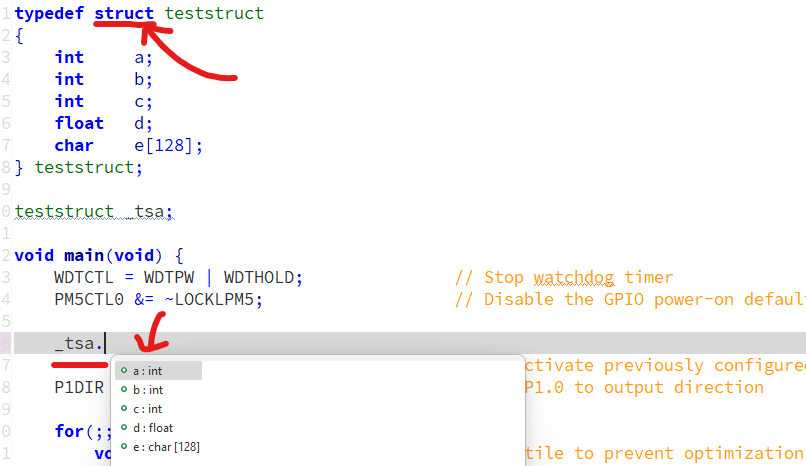 1 typedef struct teststruct
2 {
3 int a;
4 int b;
5 int c;
6 float d;
7 char e[128];
8 } teststruct;
9
0 teststruct _tsa;
1
2 void main(void) {
3 WDTCTL = WDTPW | WDTHOLD; // Stop watchdog timer
4 PM5CTL0 &= ~LOCKLPM5; // Disable the GPIO power-on defaul
5
6 _tsa.
7 ctivate previously configure
a : int
8 P1DIR P1.0 to output direction
b : int
9
c : int
0 for(;;
d : float
1 vo tile to prevent optimization
e : char [128]